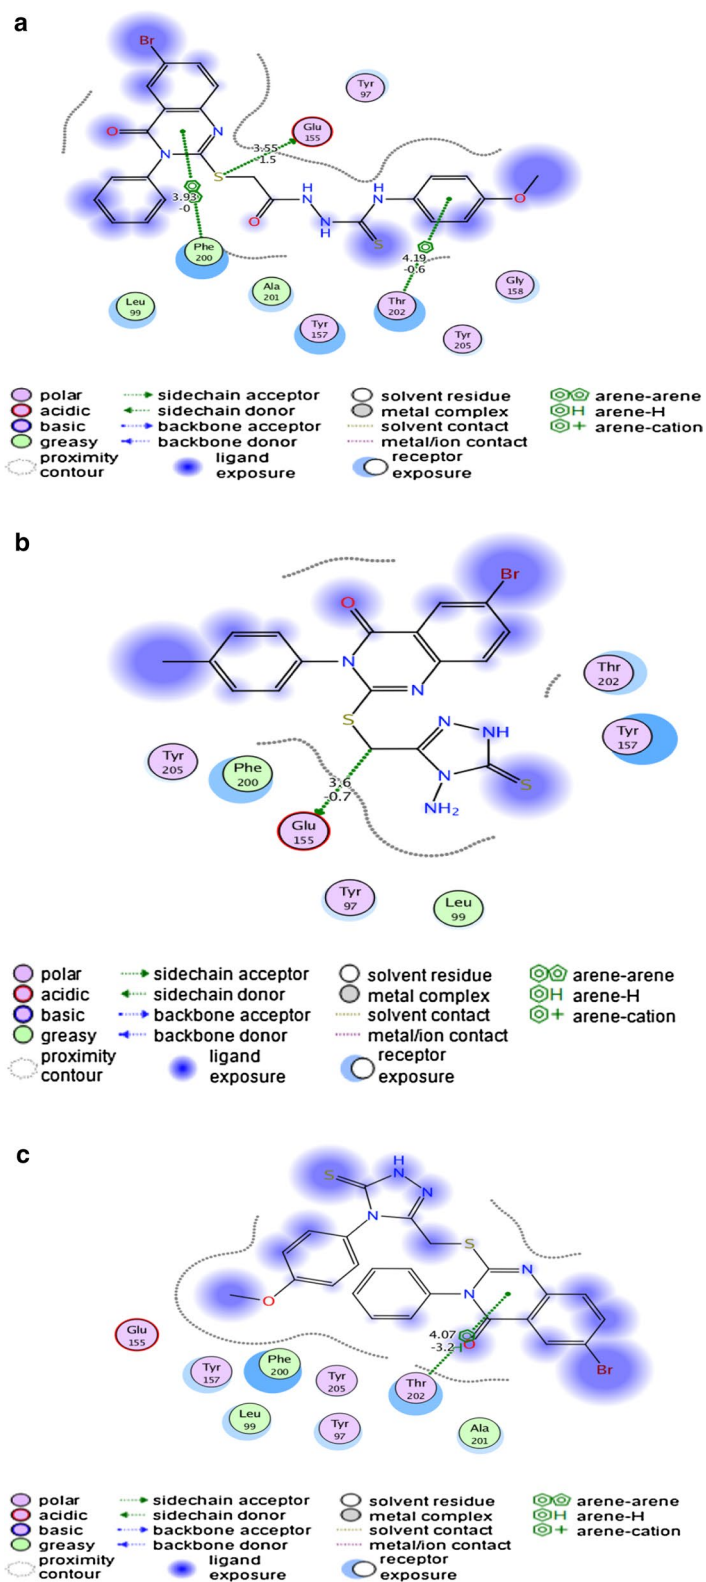 a
Br
Tyr
97
Glu
155
3.55
1.5
O
N
N
S
H
N
H
N
O
N
H
S
O
3.93
-0
Phe
200
4.19
-0.6
Leu
99
Ala
201
Tyr
157
Thr
202
Gly
158
Tyr
205
polar sidechain acceptor solvent residue arene-arene
acidic sidechain donor metal complex H arene-H
basic backbone acceptor solvent contact + arene-cation
greasy backbone donor metal/ion contact
proximity ligand receptor
contour exposure exposure
b
Br
O
N
N
S
N
NH
N
S
NH2
Thr
202
Tyr
157
Tyr
205
Phe
200
3.6
-0.7
Glu
155
Tyr
97
Leu
99
polar sidechain acceptor solvent residue arene-arene
acidic sidechain donor metal complex H arene-H
basic backbone acceptor solvent contact + arene-cation
greasy backbone donor metal/ion contact
proximity ligand receptor
contour exposure exposure
c
H
S N
N
N
S
N
N
O
O
Br
4.07
-3.2 H
Glu
155
Tyr
157
Phe
200
Tyr
205
Thr
202
Leu
99
Tyr
97
Ala
201
polar sidechain acceptor solvent residue arene-arene
acidic sidechain donor metal complex H arene-H
basic backbone acceptor solvent contact + arene-cation
greasy backbone donor metal/ion contact
proximity ligand receptor
contour exposure exposure